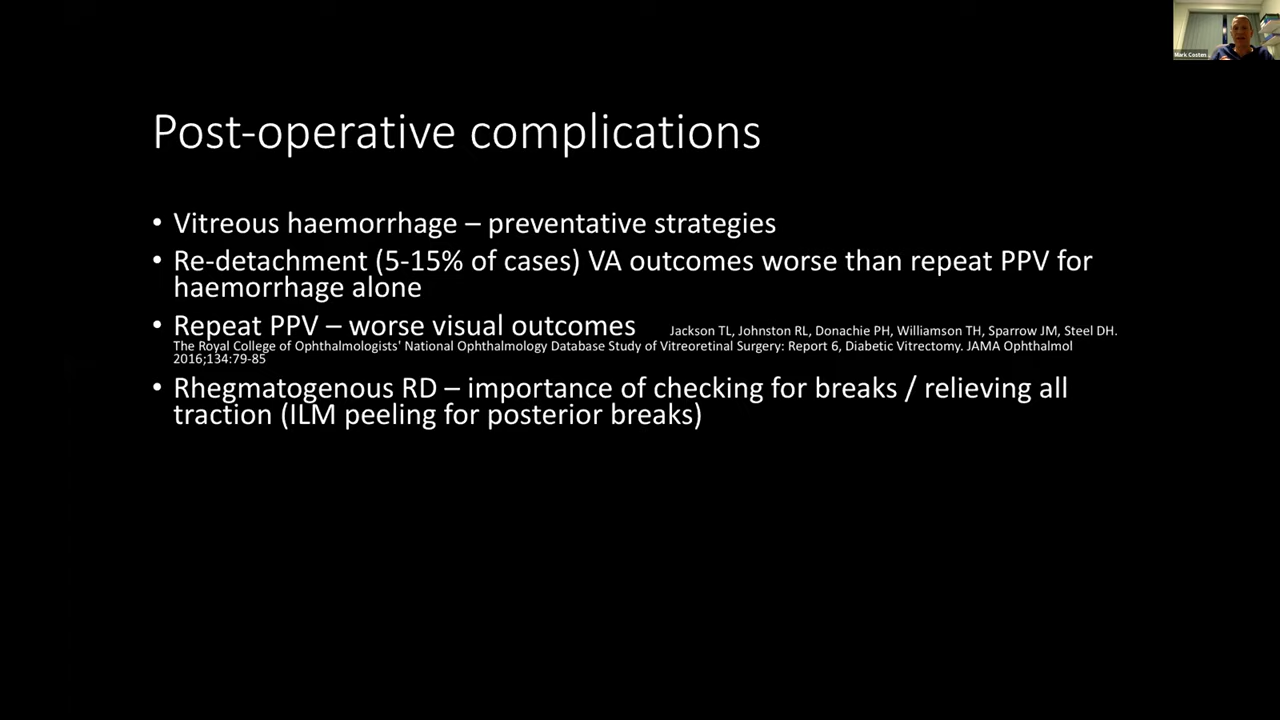 Mark Costen
Post-operative complications
• Vitreous haemorrhage – preventative strategies
• Re-detachment (5-15% of cases) VA outcomes worse than repeat PPV for
haemorrhage alone
• Repeat PPV – worse visual outcomes Jackson TL, Johnston RL, Donachie PH, Williamson TH, Sparrow JM, Steel DH.
The Royal College of Ophthalmologists' National Ophthalmology Database Study of Vitreoretinal Surgery: Report 6, Diabetic Vitrectomy. JAMA Ophthalmol
2016;134:79-85
• Rhegmatogenous RD – importance of checking for breaks / relieving all
traction (ILM peeling for posterior breaks)